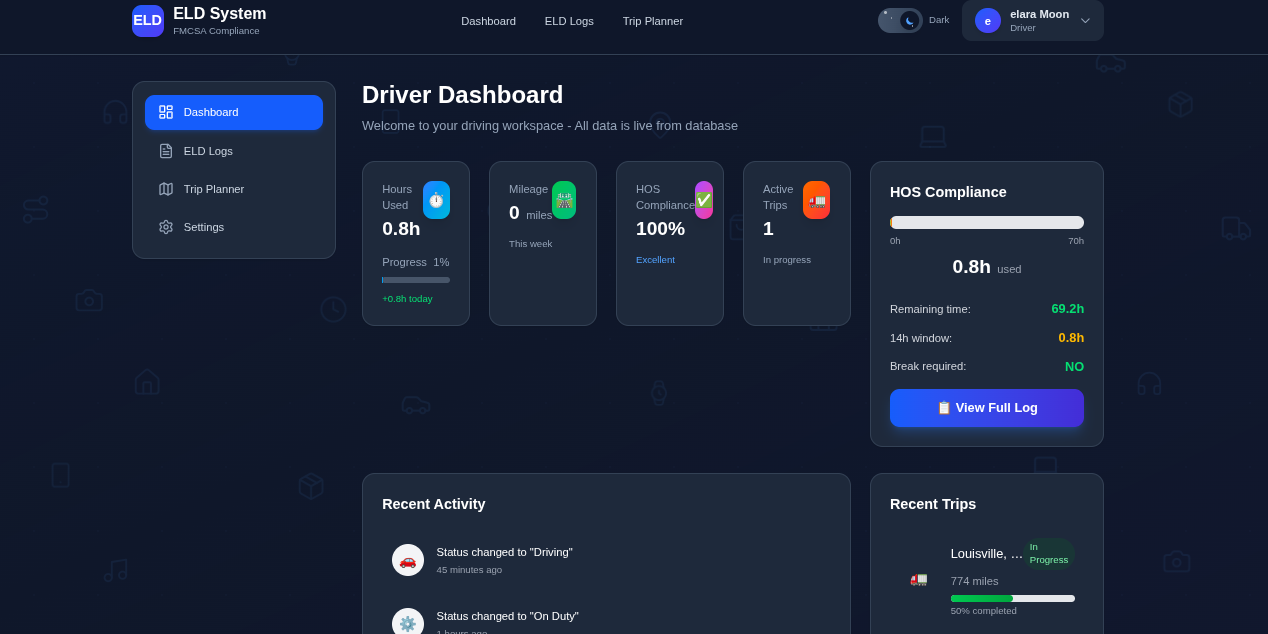 ELD
ELD System
FMCSA Compliance
Dashboard
ELD Logs
Trip Planner
Dark
e
elara Moon
Driver
Dashboard
ELD Logs
Trip Planner
Settings
Driver Dashboard
Welcome to your driving workspace - All data is live from database
Hours
Used
0.8h
Progress 1%
+0.8h today
Mileage
0 miles
This week
HOS
Compliance
100%
Excellent
Active
Trips
1
In progress
HOS Compliance
0h
70h
0.8h used
Remaining time: 69.2h
14h window: 0.8h
Break required: NO
View Full Log
Recent Activity
Status changed to "Driving"
45 minutes ago
Status changed to "On Duty"
1 hours ago
Recent Trips
Louisville, ...
In
Progress
774 miles
50% completed